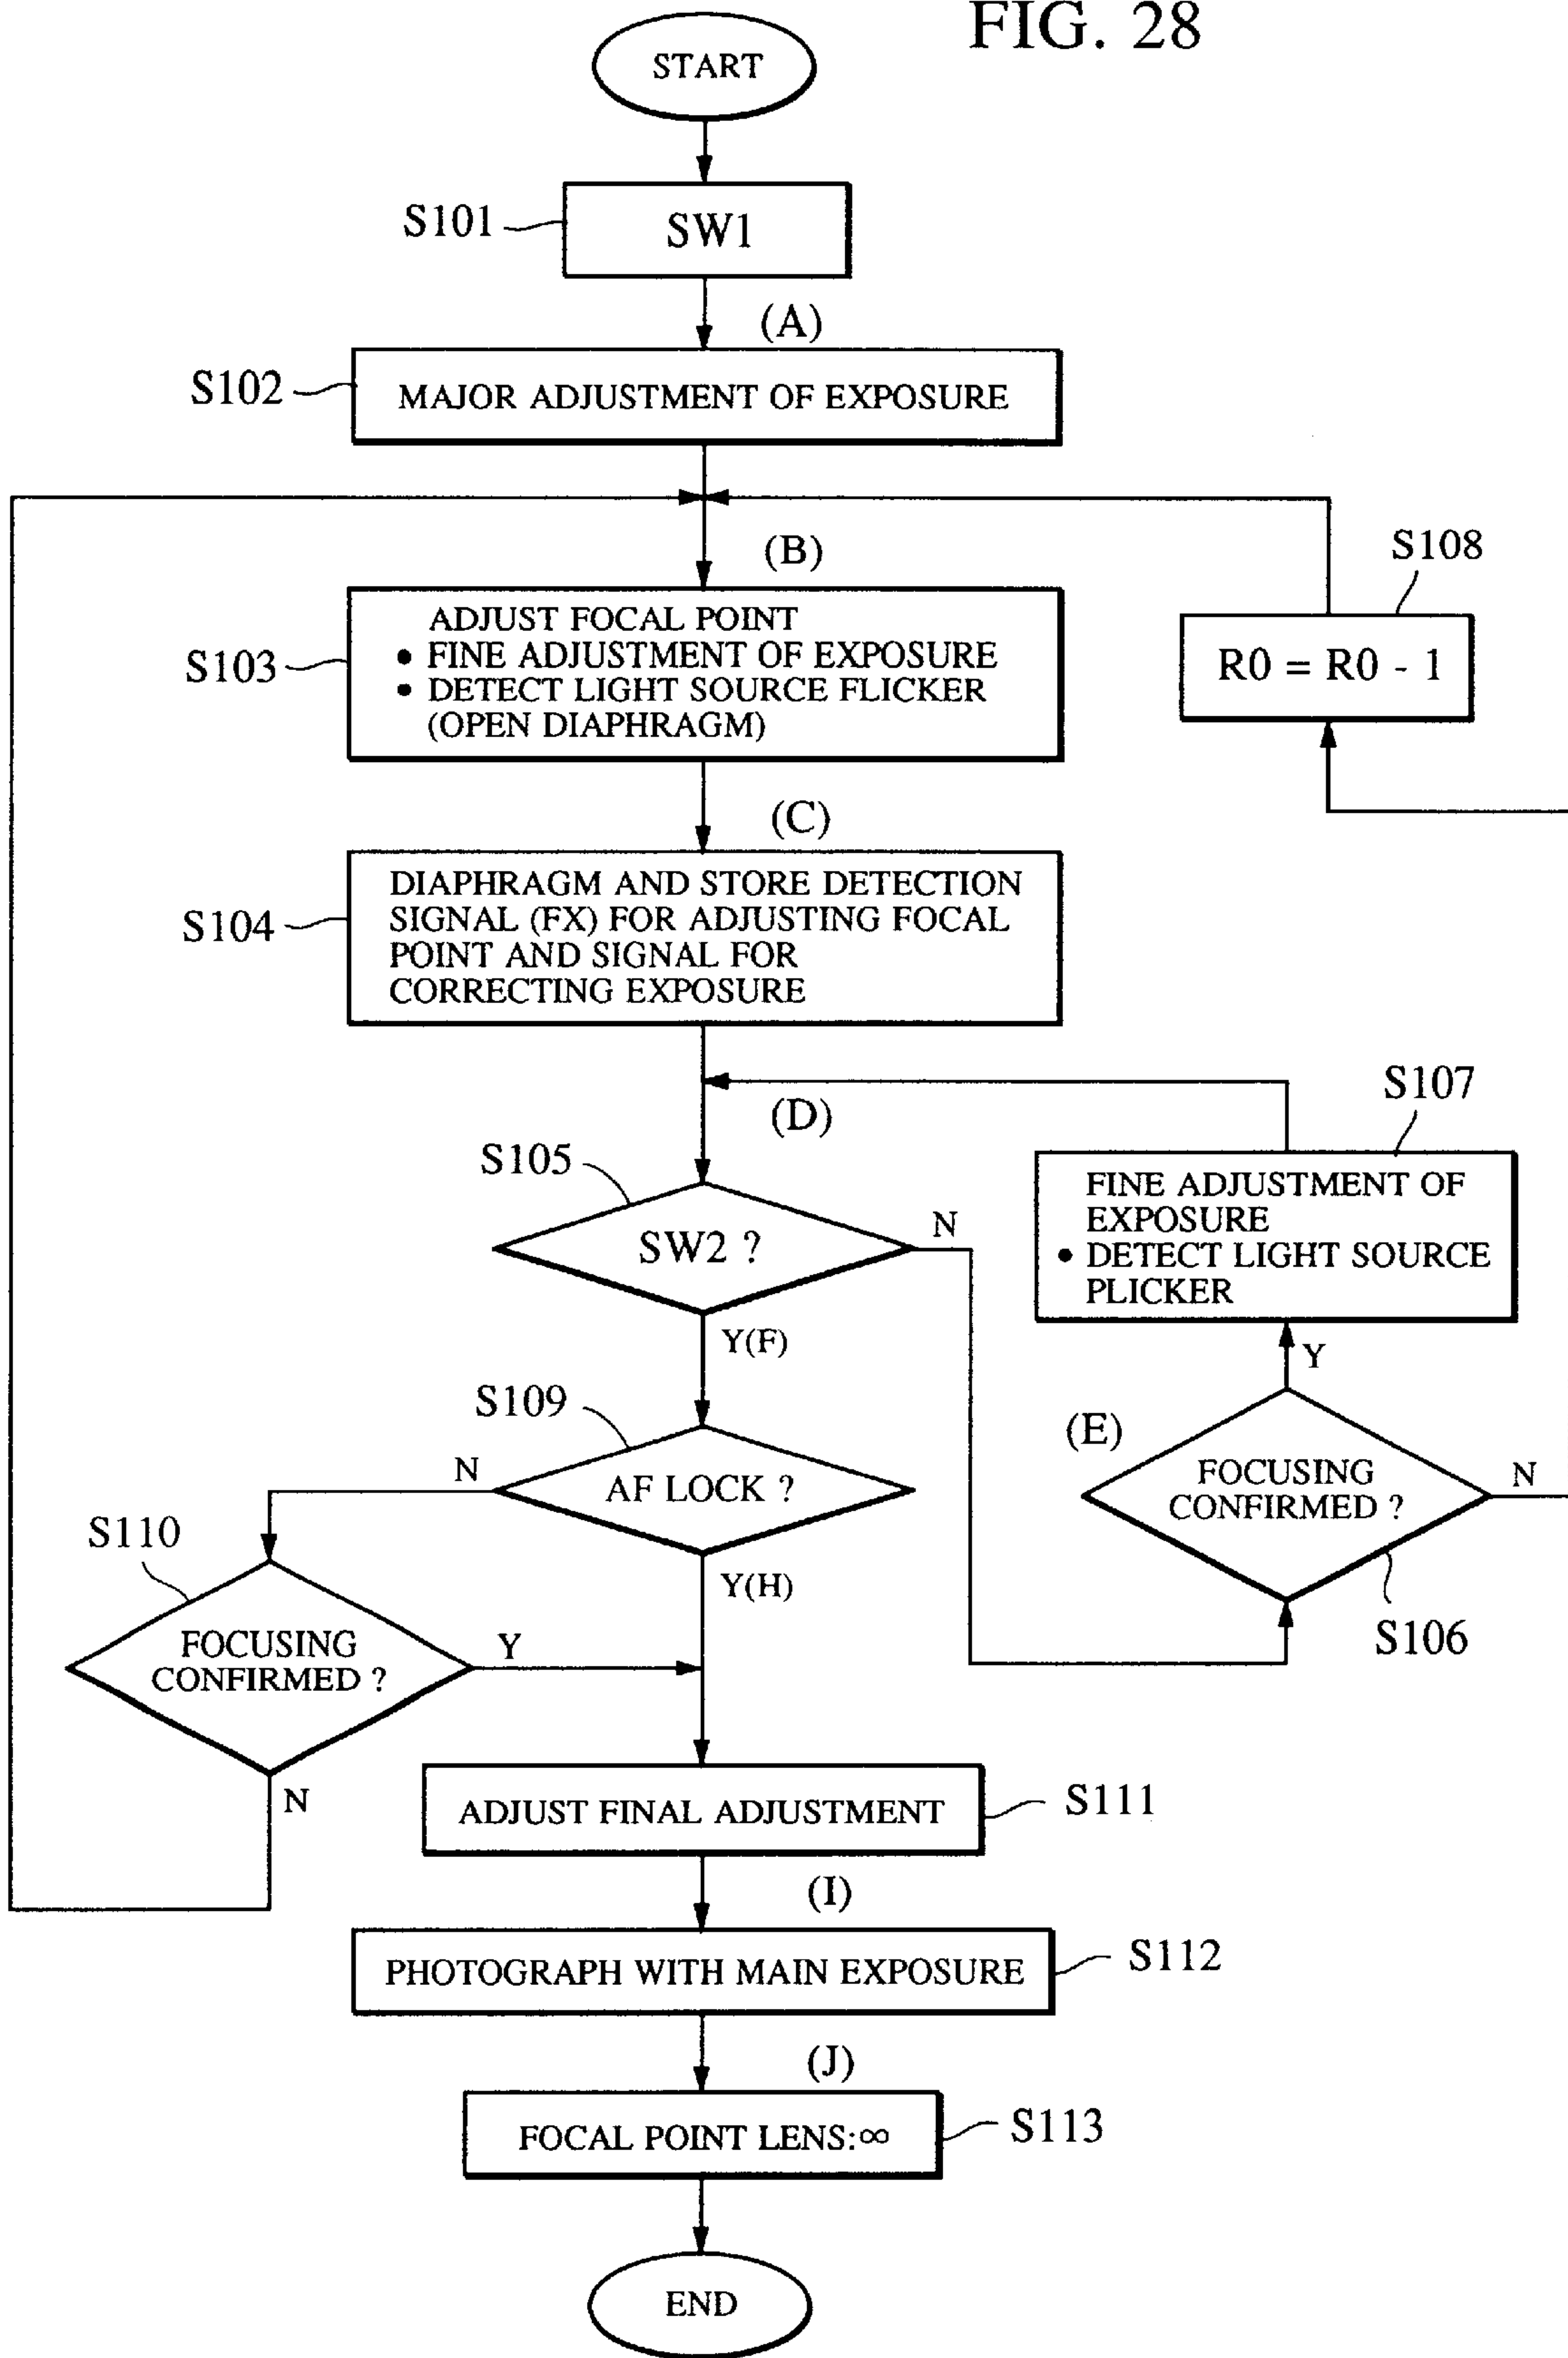 FIG. 28
START
S101
SW1
(A)
S102
MAJOR ADJUSTMENT OF EXPOSURE
(B)
S108
R0 = R0 - 1
S103
ADJUST FOCAL POINT
• FINE ADJUSTMENT OF EXPOSURE
• DETECT LIGHT SOURCE FLICKER
(OPEN DIAPHRAGM)
(C)
S104
DIAPHRAGM AND STORE DETECTION
SIGNAL (FX) FOR ADJUSTING FOCAL
POINT AND SIGNAL FOR
CORRECTING EXPOSURE
(D)
S107
FINE ADJUSTMENT OF
EXPOSURE
• DETECT LIGHT SOURCE
PLICKER
S105
SW2 ?
N
Y(F)
Y
(E)
FOCUSING
CONFIRMED ?
N
S106
S109
AF LOCK ?
N
Y(H)
S110
FOCUSING
CONFIRMED ?
Y
N
ADJUST FINAL ADJUSTMENT
S111
(I)
PHOTOGRAPH WITH MAIN EXPOSURE
S112
(J)
FOCAL POINT LENS:∞
S113
END